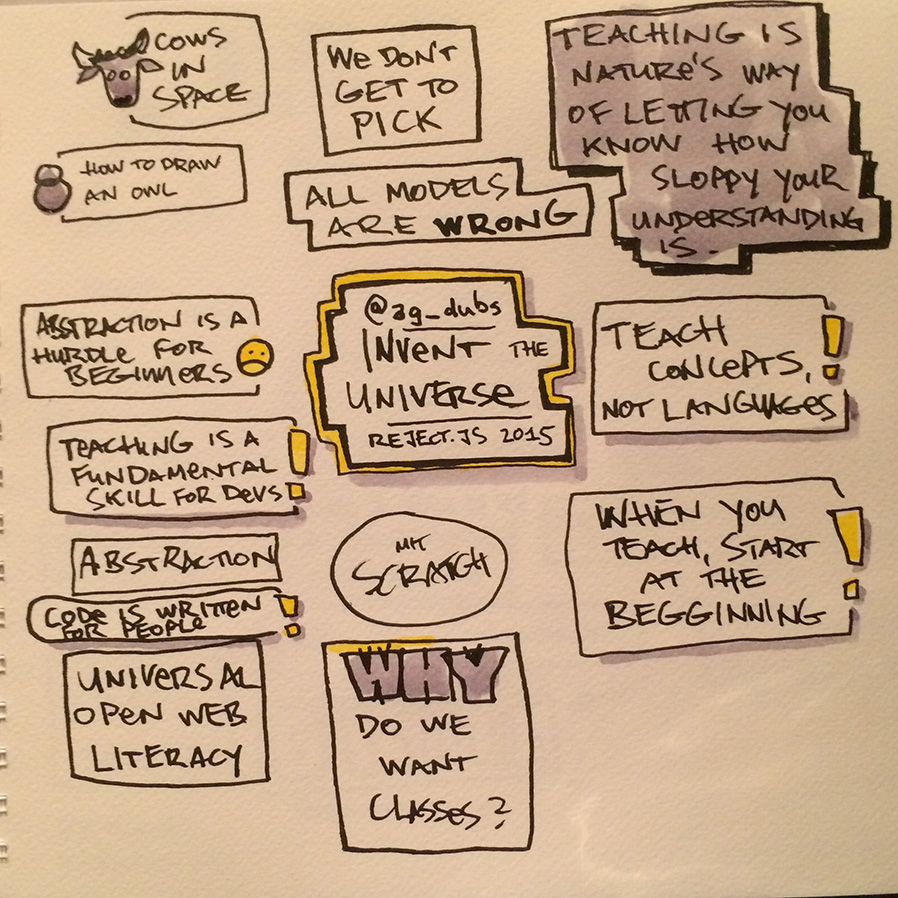 COWS
IN
SPACE
WE DON'T
GET TO
PICK
TEACHING IS
NATURE'S WAY
OF LETTING YOU
KNOW HOW
SLOPPY YOUR
UNDERSTANDING
IS.
HOW TO DRAW
AN OWL
ALL MODELS
ARE WRONG
ABSTRACTION IS A
HURDLE FOR
BEGINNERS
@ag_dubs
INVENT THE
UNIVERSE
REJECT.JS 2015
TEACH
CONCEPTS,
NOT LANGUAGES
!
TEACHING IS A
FUNDAMENTAL
SKILL FOR DEVS
!
ABSTRACTION
CODE IS WRITTEN
FOR PEOPLE
!
MIT
SCRATCH
WHEN YOU
TEACH, START
AT THE
BEGGINNING
!
UNIVERSAL
OPEN WEB
LITERACY
WHY
DO WE
WANT
CLASSES?